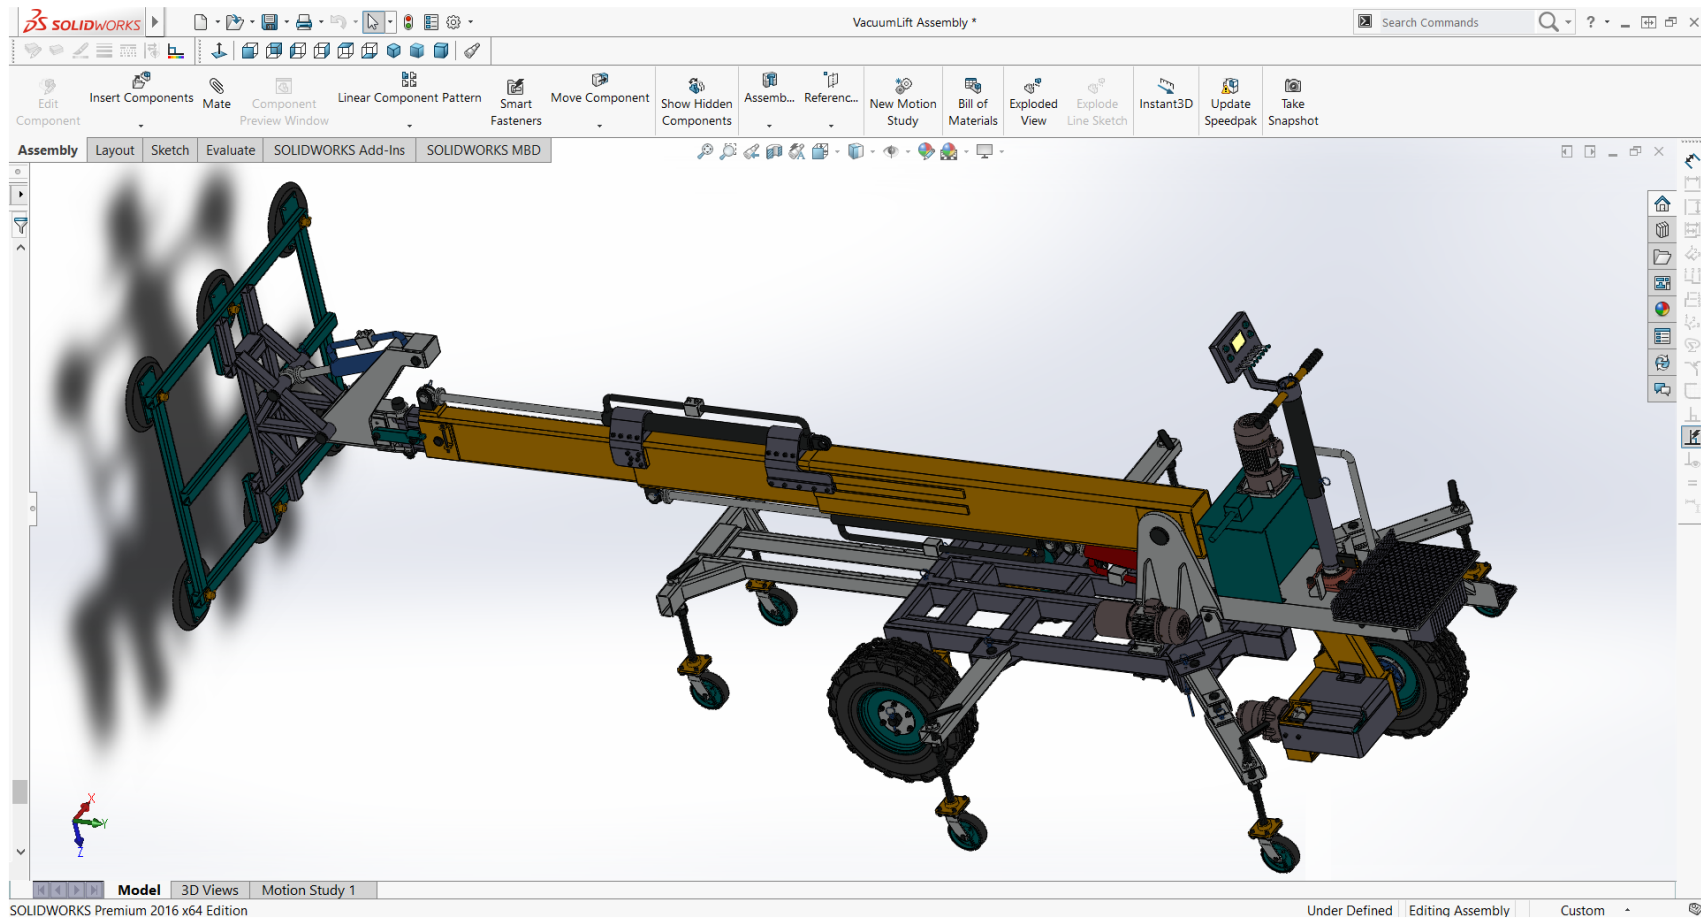 SOLIDWORKS
VacuumLift Assembly *
Search Commands
?
Edit Component
Insert Components
Mate
Component Preview Window
Linear Component Pattern
Smart Fasteners
Move Component
Show Hidden Components
Assemb...
Referenc...
New Motion Study
Bill of Materials
Exploded View
Explode Line Sketch
Instant3D
Update Speedpak
Take Snapshot
Assembly
Layout
Sketch
Evaluate
SOLIDWORKS Add-Ins
SOLIDWORKS MBD
X
Y
Z
Model
3D Views
Motion Study 1
SOLIDWORKS Premium 2016 x64 Edition
Under Defined
Editing Assembly
Custom